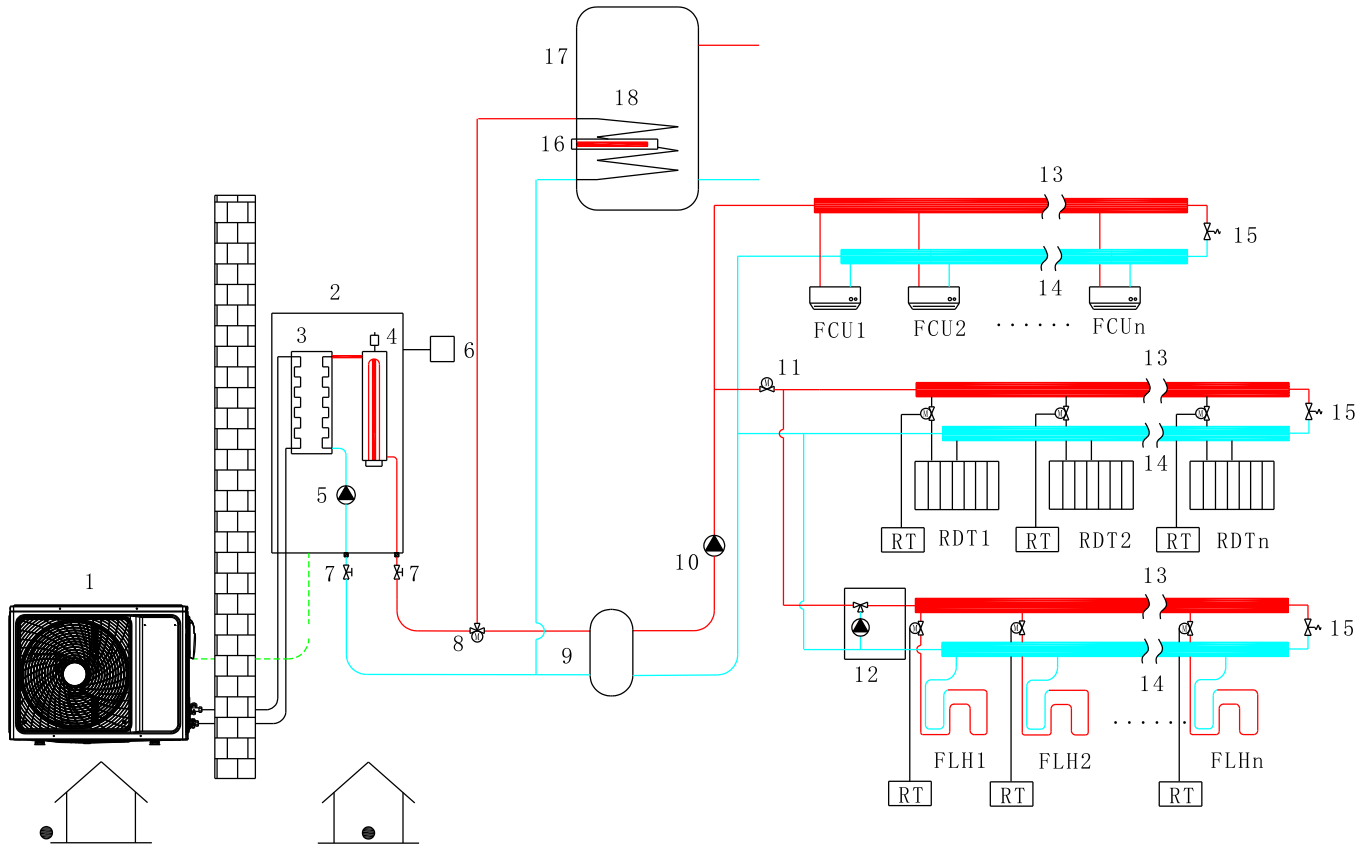 17
18
16
13
15
14
FCU1 FCU2 ...... FCUn
2
3 4
6
11
13
M
M M M
15
14
5
RDT1 RDT2 RDTn
RT RT RT
10
7 7
1
13
8
M
9
M M M
15
12
14
......
FLH1 FLH2 FLHn
RT RT RT